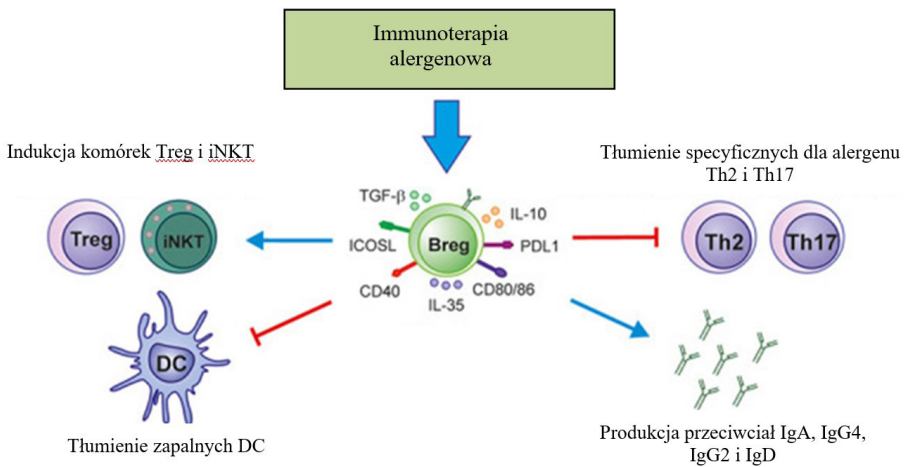 Immunoterapia
alergenowa
Indukcja komórek Treg i iNKT
Tłumienie specyficznych dla alergenu
Th2 i Th17
TGF-β
IL-10
Treg
iNKT
ICOSL
Breg
PDL1
Th2
Th17
CD40
IL-35
CD80/86
DC
Tłumienie zapalnych DC
Produkcja przeciwciał IgA, IgG4,
IgG2 i IgD